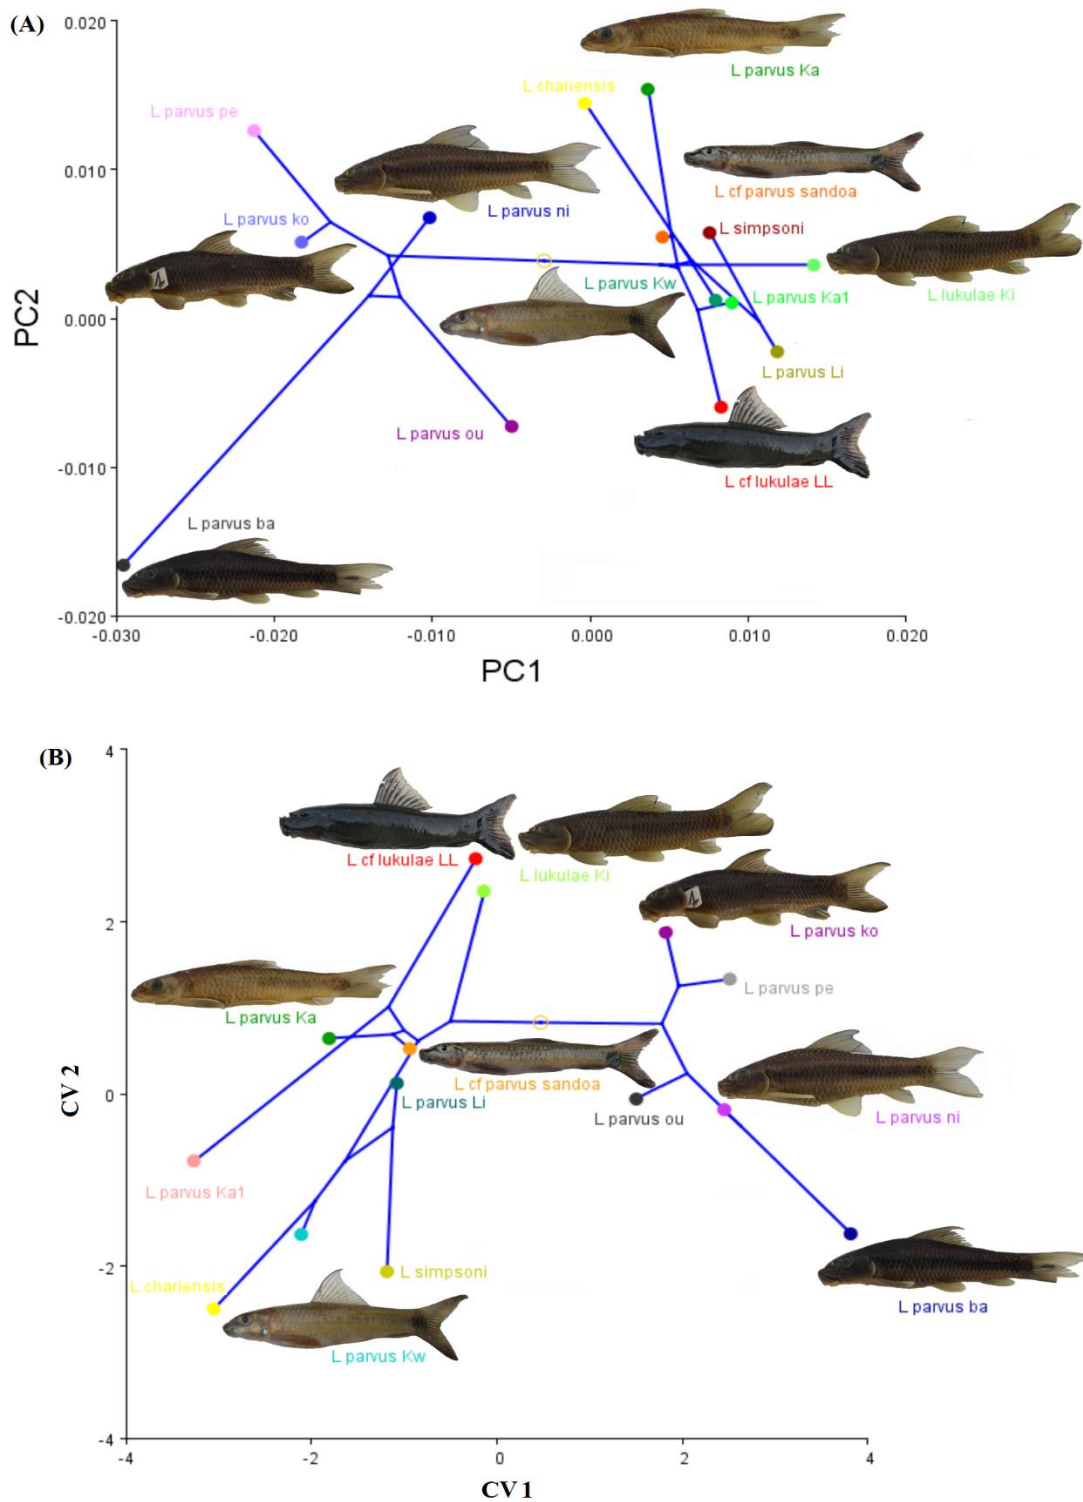 (A)
0.020
L parvus Ka
L chariensis
L parvus pe
0.010
L cf parvus sandoa
L parvus ni
L parvus ko
L simpsoni
4
L parvus Kw
L parvus Ka1
L lukulae Ki
PC2
0.000
L parvus Li
L parvus ou
-0.010
L cf lukulae LL
L parvus ba
-0.020
-0.030 -0.020 -0.010 0.000 0.010 0.020
PC1
(B)
4
L cf lukulae LL
L lukulae Ki
4
2
L parvus ko
L parvus pe
L parvus Ka
L cf parvus sandoa
CV 2
0
L parvus Li
L parvus ou
L parvus ni
L parvus Ka1
-2
L chariensis
L simpsoni
L parvus ba
L parvus Kw
-4
-4 -2 0 2 4
CV 1